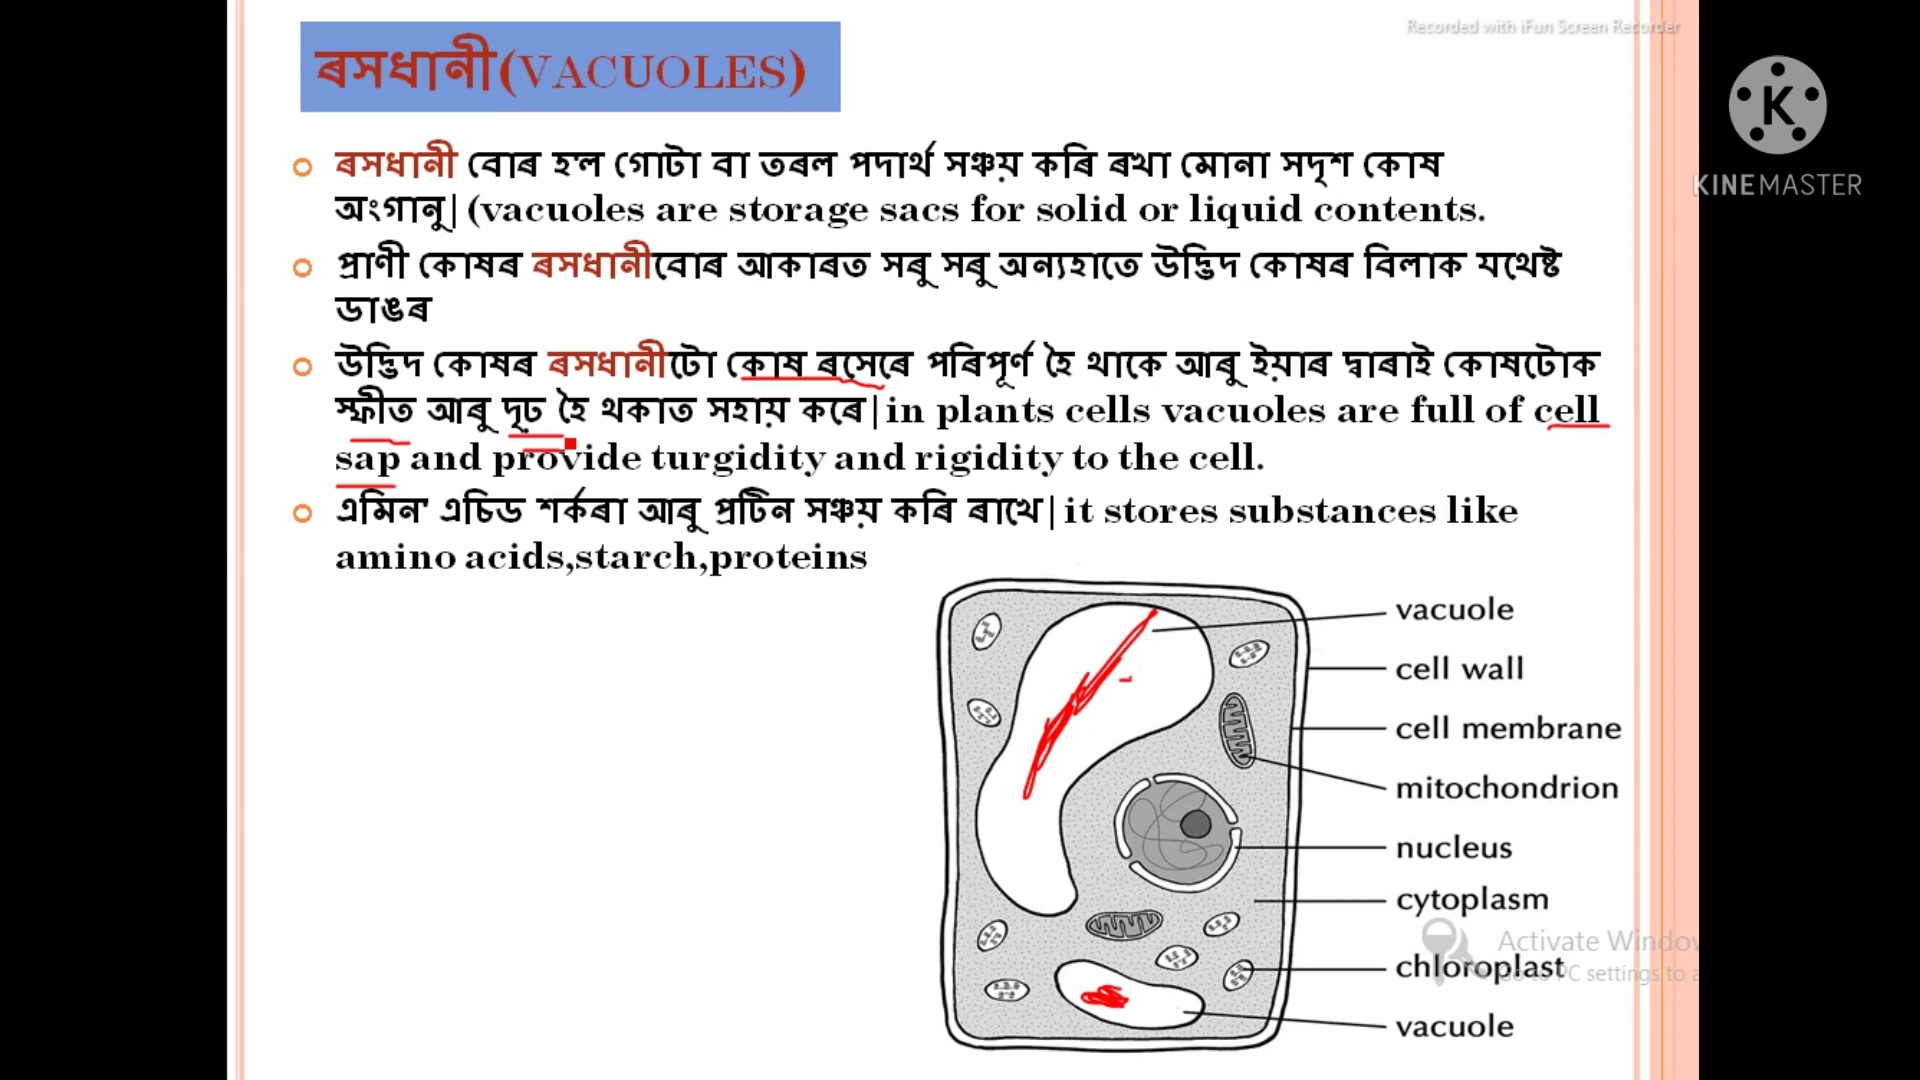 Recorded with iFun Screen Recorder
ৰসধানী(VACUOLES)
K
KINEMASTER
ৰসধানী বোৰ হ'ল গোটা বা তৰল পদাৰ্থ সঞ্চয় কৰি ৰখা মোনা সদৃশ কোষ
অংগানু|(vacuoles are storage sacs for solid or liquid contents.
প্ৰাণী কোষৰ ৰসধানীবোৰ আকাৰত সৰু সৰু অন্যহাতে উদ্ভিদ কোষৰ বিলাক যথেষ্ট
ডাঙৰ
উদ্ভিদ কোষৰ ৰসধানীটো কোষ ৰসেৰে পৰিপূৰ্ণ হৈ থাকে আৰু ইয়াৰ দ্বাৰাই কোষটোক
স্ফীত আৰু দৃঢ় হৈ থকাত সহায় কৰে|in plants cells vacuoles are full of cell
sap and provide turgidity and rigidity to the cell.
এমিন' এচিড শৰ্কৰা আৰু প্ৰটিন সঞ্চয় কৰি ৰাখে|it stores substances like
amino acids,starch,proteins
vacuole
cell wall
cell membrane
mitochondrion
nucleus
cytoplasm
Activate Window
chloroplast
PC settings to a
vacuole